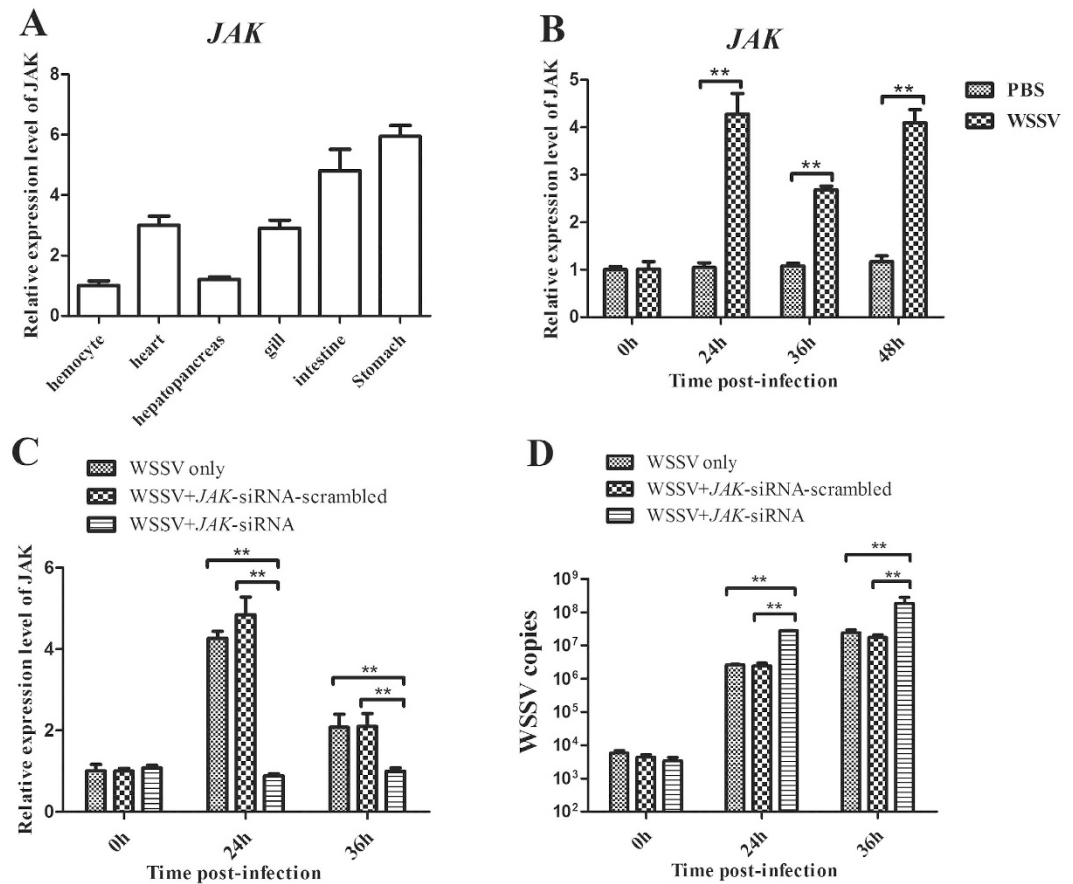 A
JAK
Relative expression level of JAK
8
6
4
2
0
hemocyte
heart
hepatopancreas
gill
intestine
Stomach
B
JAK
Relative expression level of JAK
5
4
3
2
1
0
**
**
**
0h
24h
36h
48h
Time post-infection
PBS
WSSV
C
WSSV only
WSSV+JAK-siRNA-scrambled
WSSV+JAK-siRNA
Relative expression level of JAK
6
4
2
0
**
**
**
**
0h
24h
36h
Time post-infection
D
WSSV only
WSSV+JAK-siRNA-scrambled
WSSV+JAK-siRNA
WSSV copies
10⁹
10⁸
10⁷
10⁶
10⁵
10⁴
10³
10²
**
**
**
**
0h
24h
36h
Time post-infection